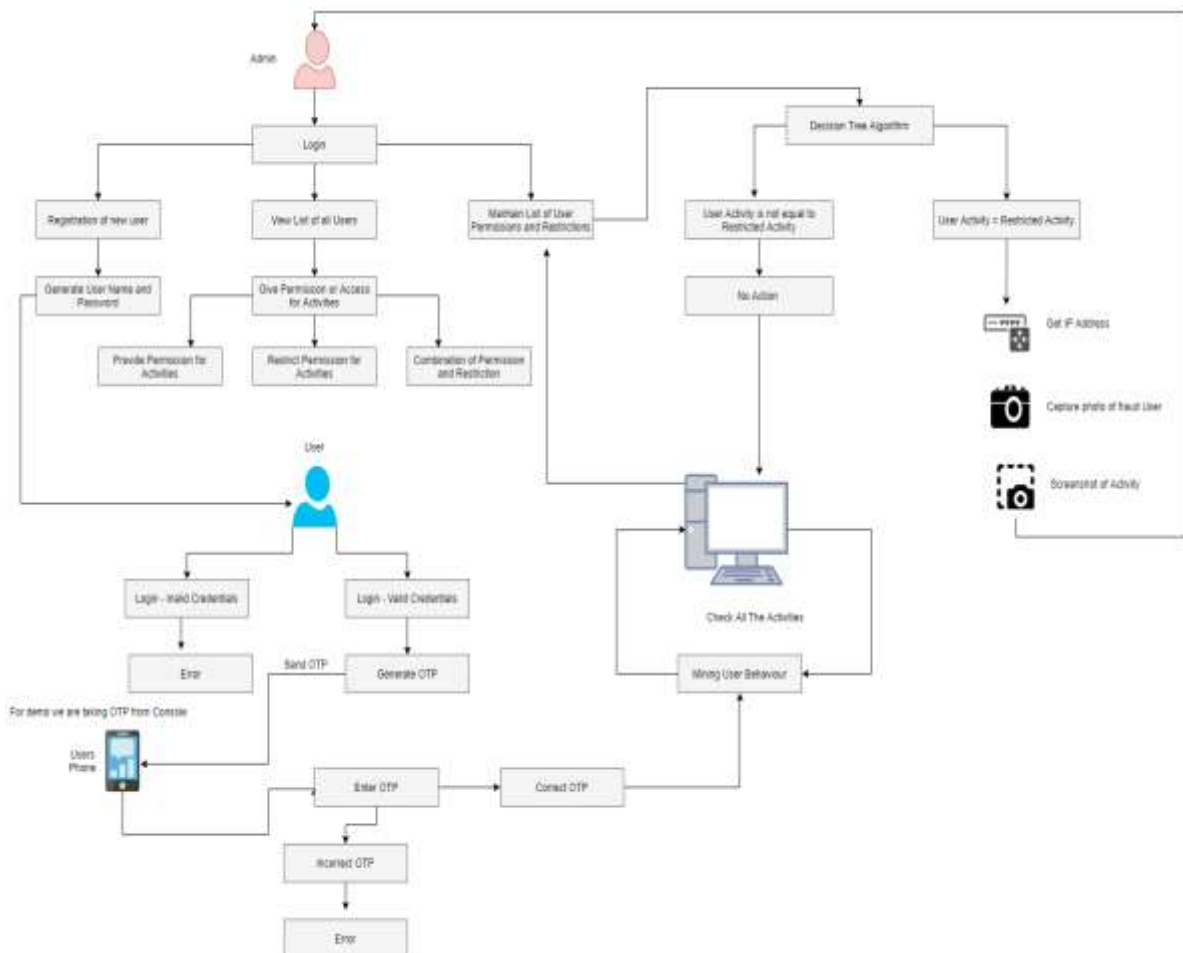 Admin
Login
Decision Tree Algorithm
Registration of new user
View List of all Users
Maintain List of User
Permissions and Restrictions
User Activity is not equal to
Restricted Activity
User Activity = Restricted Activity
Generate User Name and
Password
Give Permission or Access
for Activities
No Action
Get IP Address
Provide Permission for
Activities
Restrict Permission for
Activities
Combination of Permission
and Restriction
Capture photo of fraud User
User
Screenshot of Activity
Login - Invalid Credentials
Login - Valid Credentials
Check All The Activities
Error
Send OTP
Generate OTP
Mining User Behaviour
For demo we are taking OTP from Console
Users
Phone
Enter OTP
Correct OTP
Incorrect OTP
Error